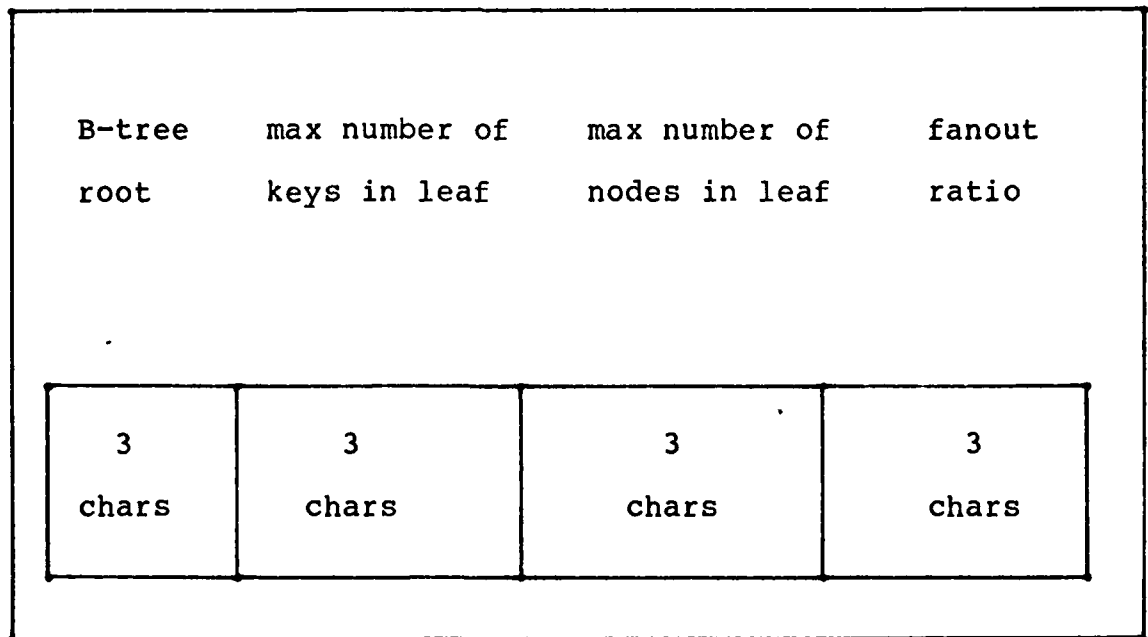 B-tree max number of max number of fanout
root keys in leaf nodes in leaf ratio
3 3 3 3
chars chars chars chars